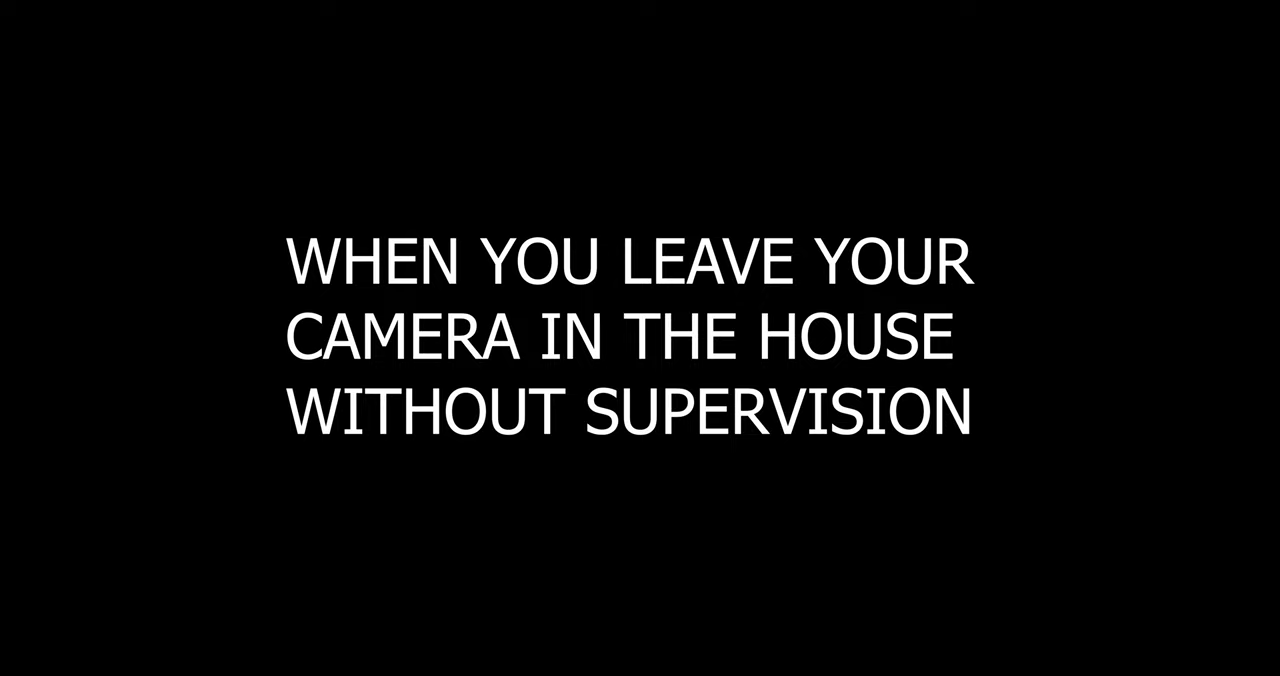 WHEN YOU LEAVE YOUR
CAMERA IN THE HOUSE
WITHOUT SUPERVISION